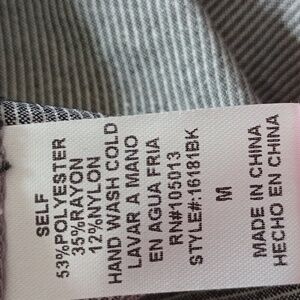 SELF
53%POLYESTER
35%RAYON
12%NYLON
HAND WASH COLD
LAVAR A MANO
EN AGUA FRIA
RN#105013
STYLE#:16181BK
M
MADE IN CHINA
HECHO EN CHINA